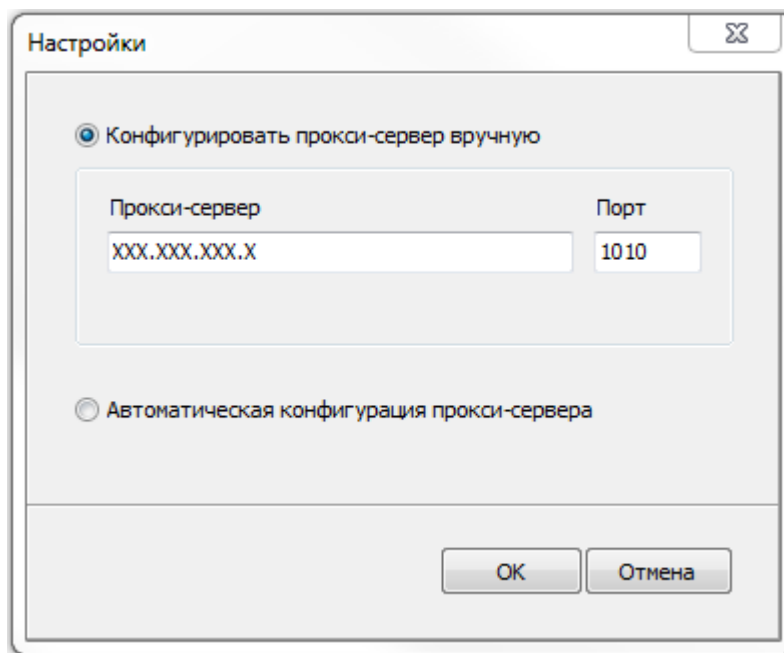 Настройки
Конфигурировать прокси-сервер вручную
Прокси-сервер Порт
XXX.XXX.XXX.X 1010
Автоматическая конфигурация прокси-сервера
OK Отмена